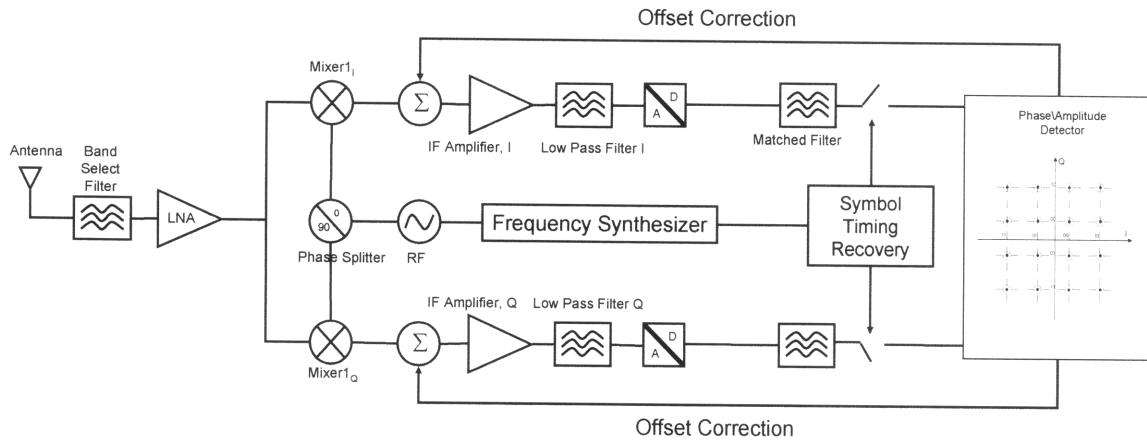 Offset Correction
Mixer1I
Σ
D
A
IF Amplifier, I
Low Pass Filter I
Matched Filter
Phase\Amplitude
Detector
Q
I
Antenna
Band
Select
Filter
LNA
0
90
Phase Splitter
RF
Frequency Synthesizer
Symbol
Timing
Recovery
IF Amplifier, Q
Low Pass Filter Q
Σ
D
A
Mixer1Q
Offset Correction